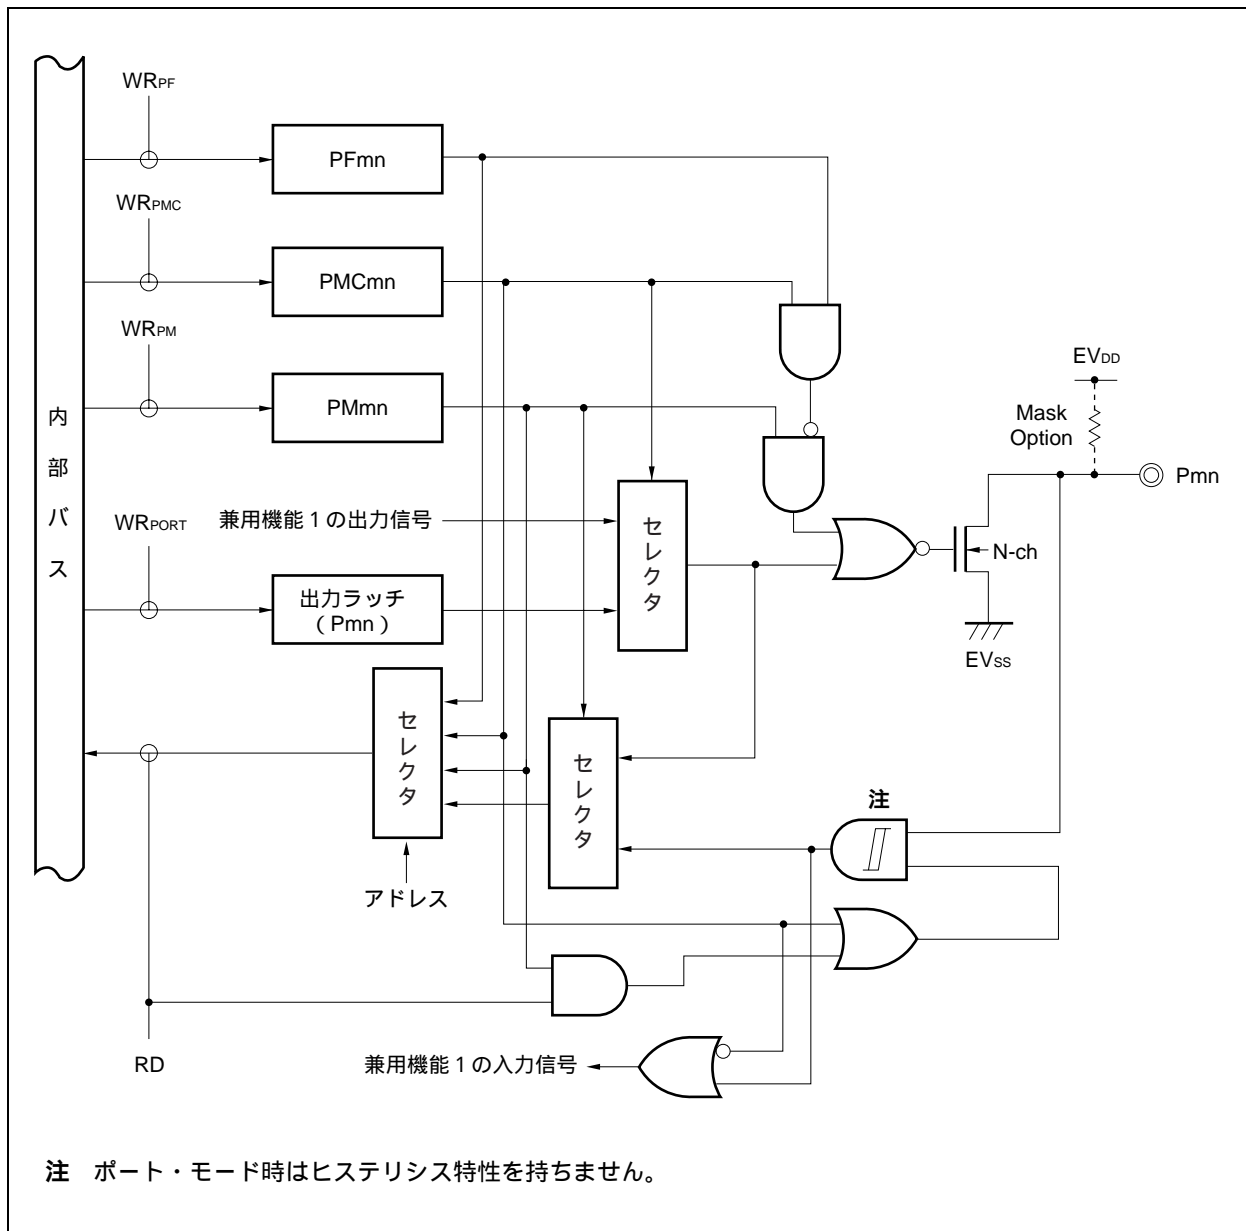 WRPF
PFmn
WRPMC
PMCmn
WRPM
PMmn
内部バス
EVDD
Mask
Option
Pmn
WRPORT
兼用機能1の出力信号
セレクタ
N-ch
出力ラッチ
(Pmn)
EVSS
セレクタ
セレクタ
注
アドレス
RD
兼用機能1の入力信号
注 ポート・モード時はヒステリシス特性を持ちません。